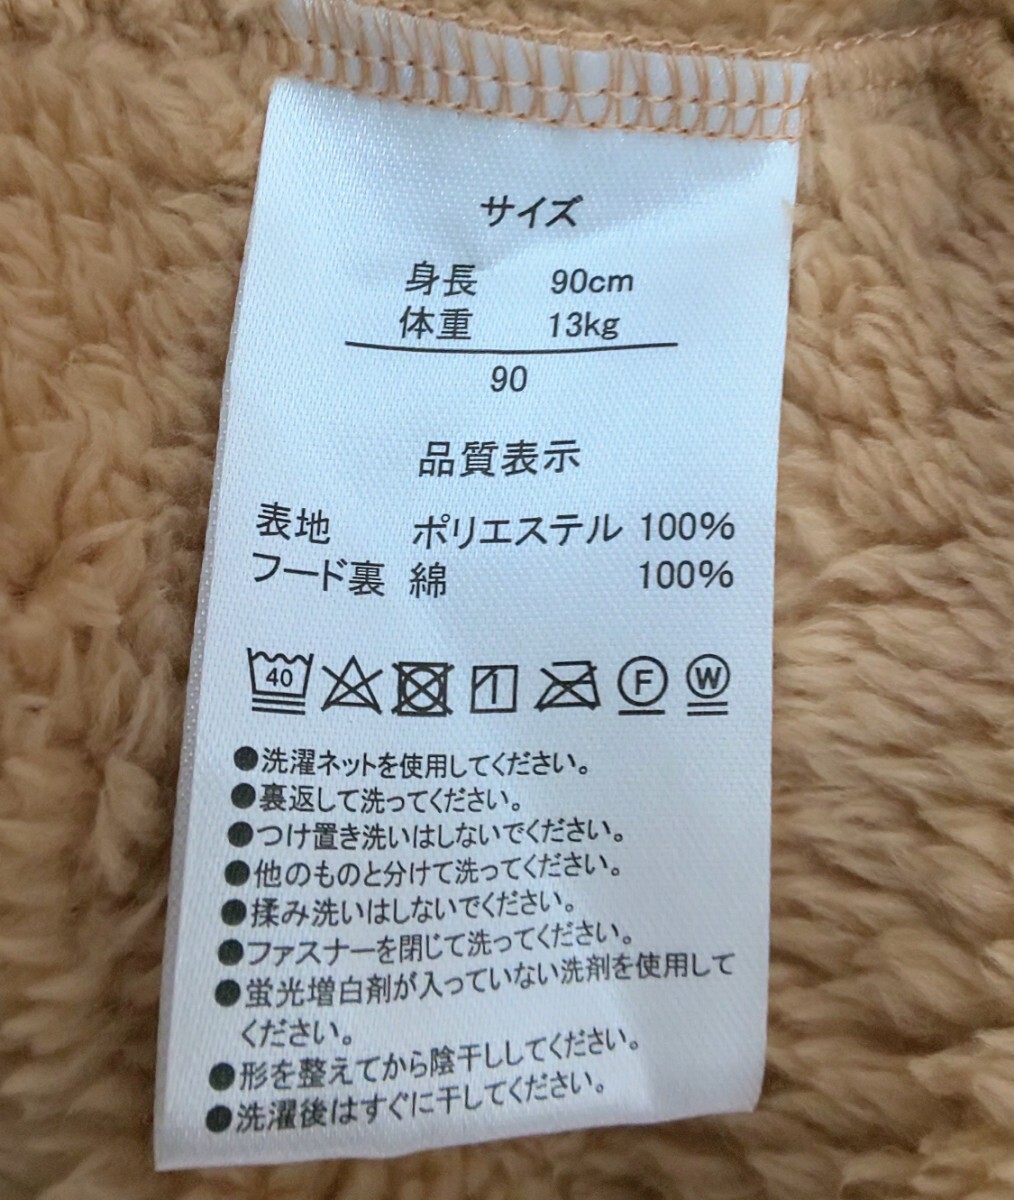 サイズ
身長 90cm
体重 13kg
90
品質表示
表地 ポリエステル 100%
フード裏 綿 100%
40 F W
●洗濯ネットを使用してください。
●裏返して洗ってください。
●つけ置き洗いはしないでください。
●他のものと分けて洗ってください。
●揉み洗いはしないでください。
●ファスナーを閉じて洗ってください。
●蛍光増白剤が入っていない洗剤を使用して
ください。
●形を整えてから陰干ししてください。
●洗濯後はすぐに干してください。